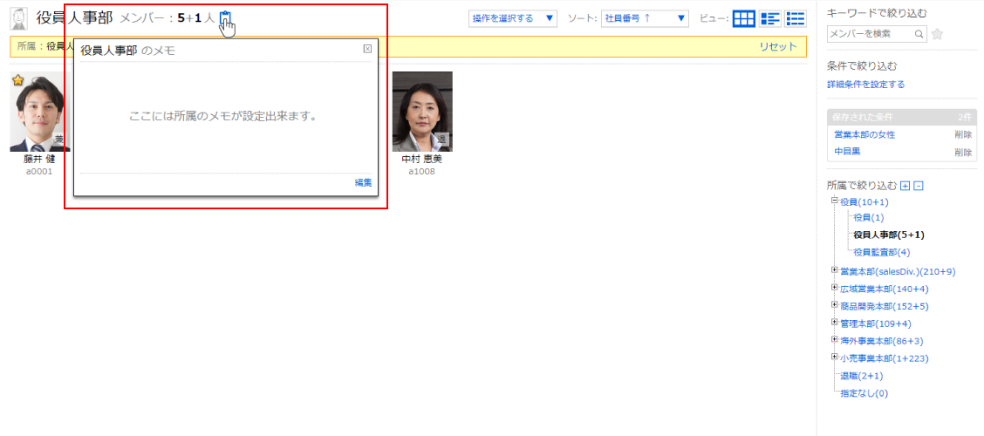 役員人事部 メンバー：5+1人
操作を選択する ▼ ソート： 社員番号 ↑ ▼ ビュー：
所属：役員人
リセット
役員人事部 のメモ
ここには所属のメモが設定出来ます。
編集
兼
藤井 健
a0001
進
中村 恵美
a1008
キーワードで絞り込む
メンバーを検索
条件で絞り込む
詳細条件を設定する
保存された条件 2件
営業本部の女性 削除
中目黒 削除
所属で絞り込む
役員(10+1)
役員(1)
役員人事部(5+1)
役員監査部(4)
営業本部(salesDiv.)(210+9)
広域営業本部(140+4)
商品開発本部(152+5)
管理本部(109+4)
海外事業本部(86+3)
小売事業本部(1+223)
退職(2+1)
指定なし(0)